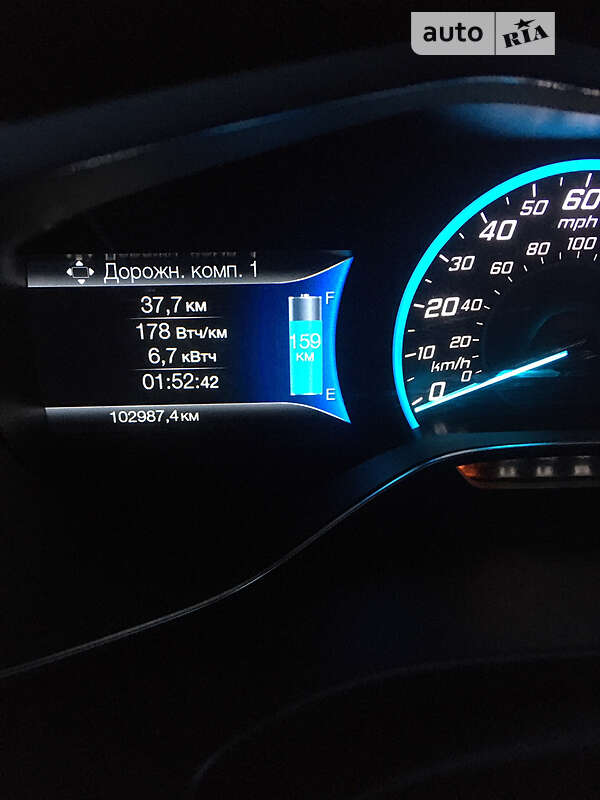 auto RIA
Дорожн. комп. 1
37,7 км
178 Втч/км
6,7 кВтч
01:52:42
102987,4 км
F
159
км
E
60
mph
50
40
30
20
10
0
100
80
60
40
20
km/h
0